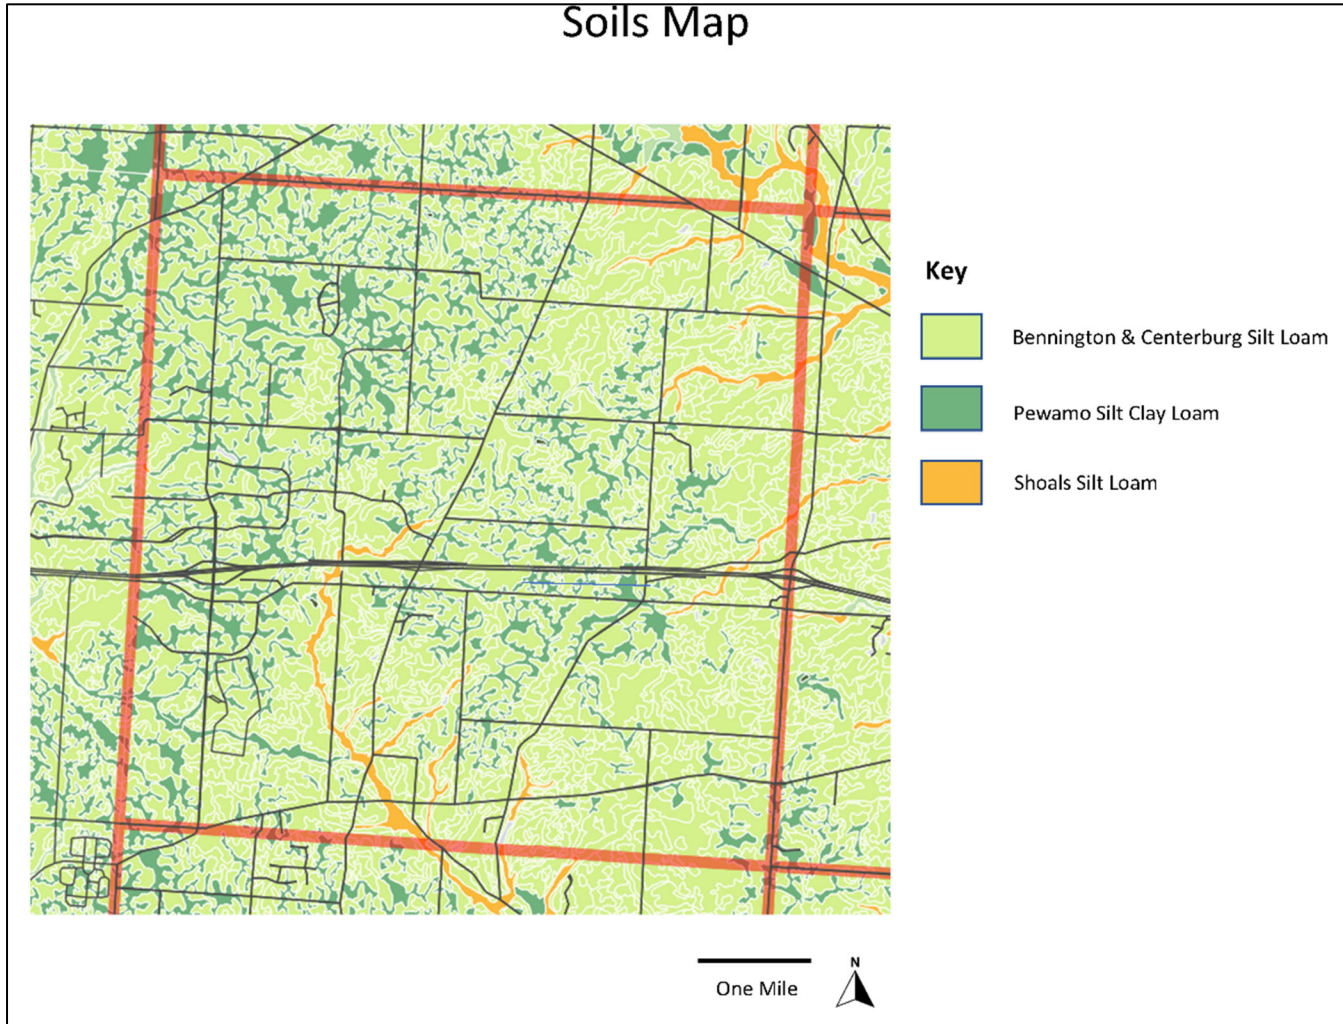 Soils Map
Key
Bennington & Centerburg Silt Loam
Pewamo Silt Clay Loam
Shoals Silt Loam
One Mile
N